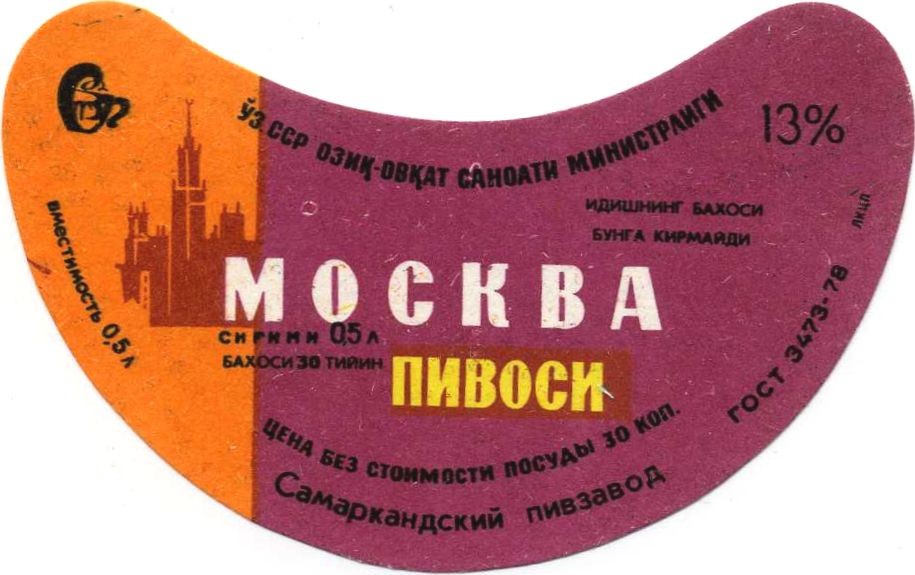 ЎЗ.ССР ОЗИҚ-ОВҚАТ САНОАТИ МИНИСТРЛИГИ
13%
ИДИШНИНГ БАХОСИ
БУНГА КИРМАЙДИ
ЛКЦП
вместимость 0,5 л
МОСКВА
СИҒИМИ 0,5 л
БАХОСИ 30 ТИЙИН
ПИВОСИ
ГОСТ 3473-78
ЦЕНА БЕЗ СТОИМОСТИ ПОСУДЫ 30 КОП.
Самаркандский пивзавод